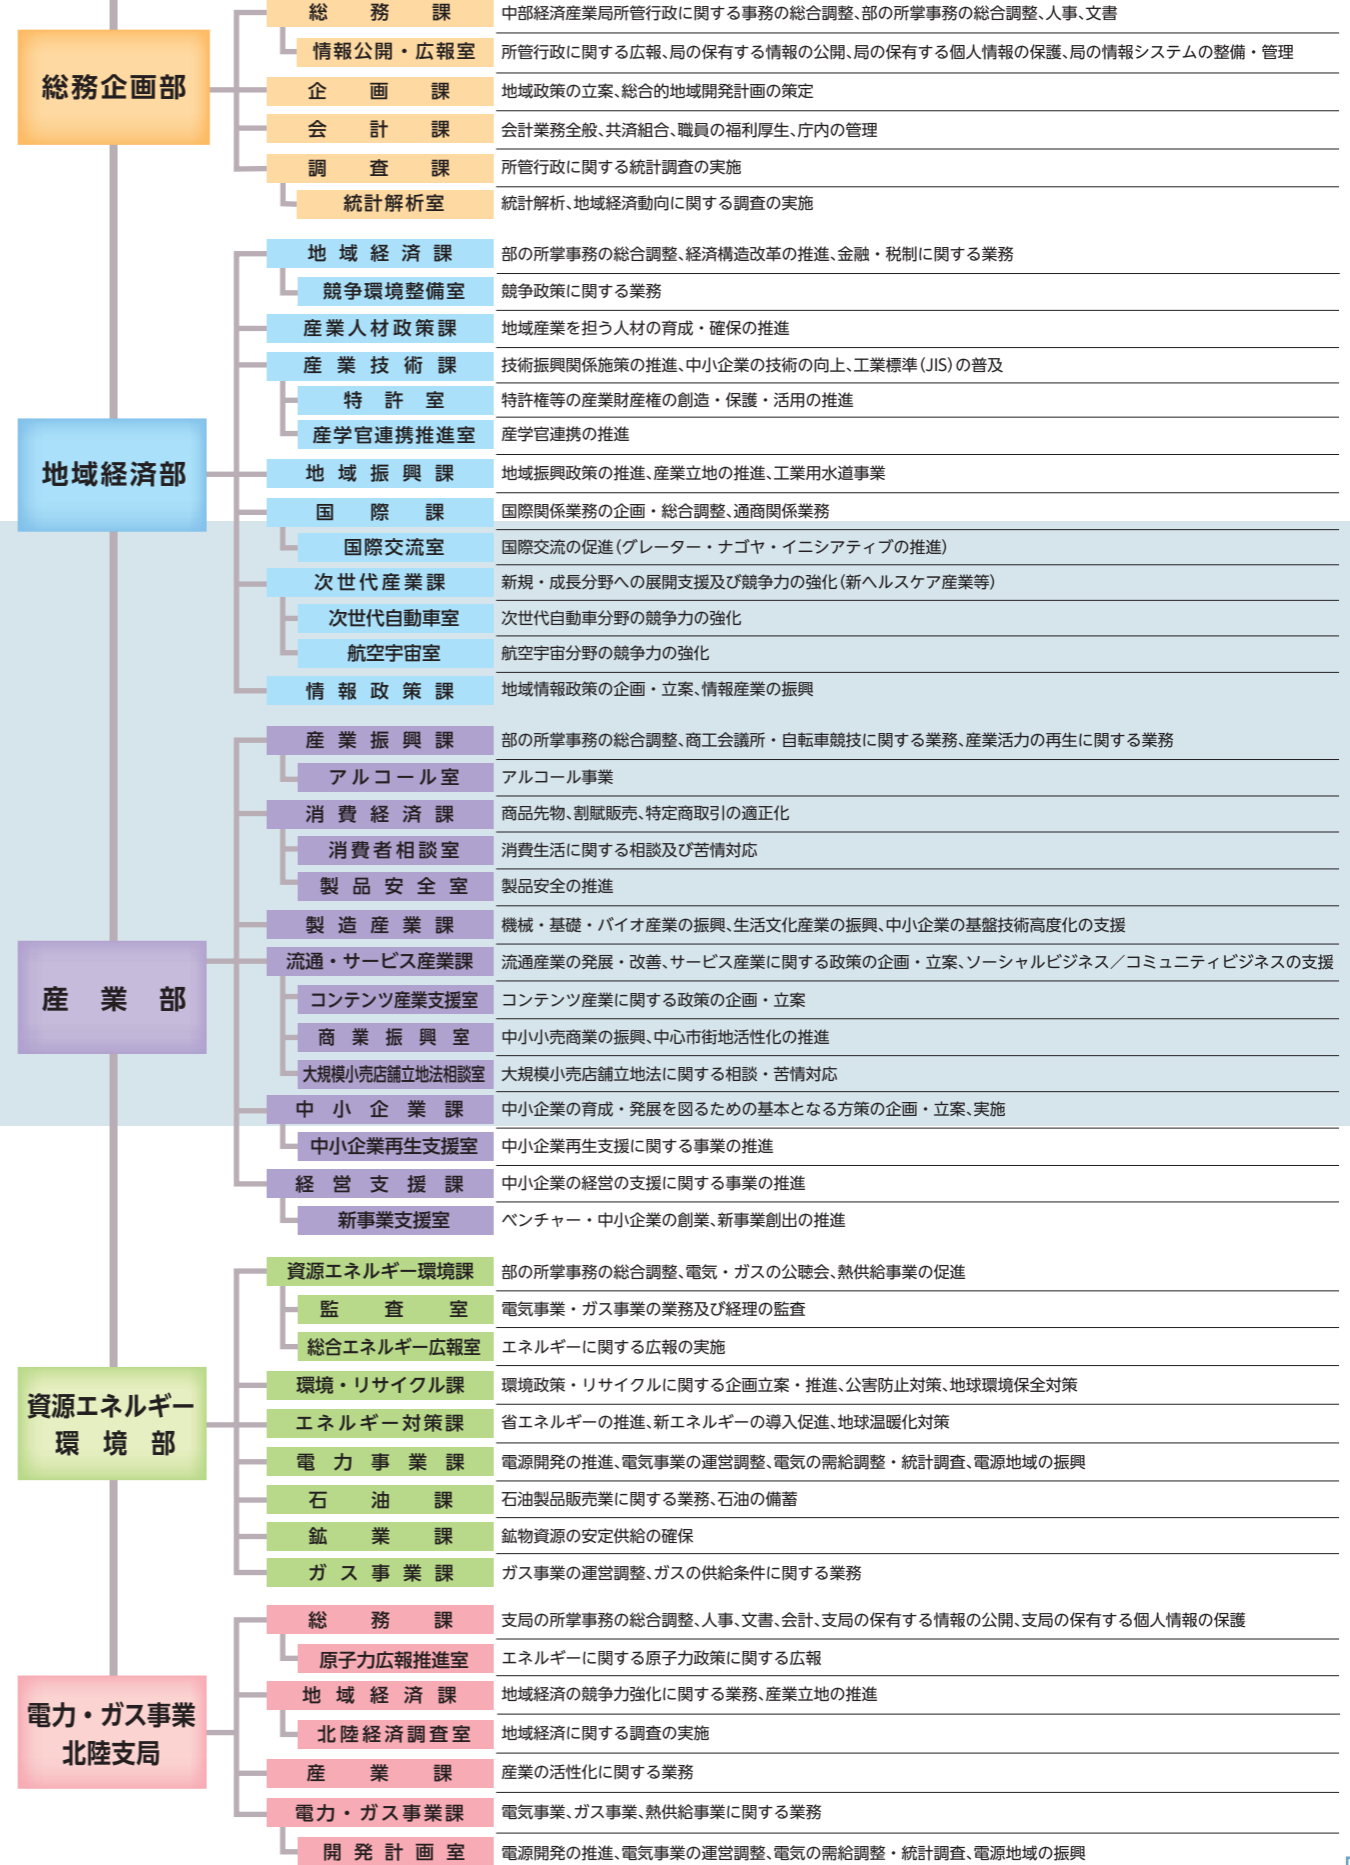 総務企画部
総務課 中部経済産業局所管行政に関する事務の総合調整、部の所掌事務の総合調整、人事、文書
情報公開・広報室 所管行政に関する広報、局の保有する情報の公開、局の保有する個人情報の保護、局の情報システムの整備・管理
企画課 地域政策の立案、総合的地域開発計画の策定
会計課 会計業務全般、共済組合、職員の福利厚生、庁内の管理
調査課 所管行政に関する統計調査の実施
統計解析室 統計解析、地域経済動向に関する調査の実施
地域経済部
地域経済課 部の所掌事務の総合調整、経済構造改革の推進、金融・税制に関する業務
競争環境整備室 競争政策に関する業務
産業人材政策課 地域産業を担う人材の育成・確保の推進
産業技術課 技術振興関係施策の推進、中小企業の技術の向上、工業標準(JIS)の普及
特許室 特許権等の産業財産権の創造・保護・活用の推進
産学官連携推進室 産学官連携の推進
地域振興課 地域振興政策の推進、産業立地の推進、工業用水道事業
国際課 国際関係業務の企画・総合調整、通商関係業務
国際交流室 国際交流の促進(グレーター・ナゴヤ・イニシアティブの推進)
次世代産業課 新規・成長分野への展開支援及び競争力の強化(新ヘルスケア産業等)
次世代自動車室 次世代自動車分野の競争力の強化
航空宇宙室 航空宇宙分野の競争力の強化
情報政策課 地域情報政策の企画・立案、情報産業の振興
産業部
産業振興課 部の所掌事務の総合調整、商工会議所・自転車競技に関する業務、産業活力の再生に関する業務
アルコール室 アルコール事業
消費経済課 商品先物、割賦販売、特定商取引の適正化
消費者相談室 消費生活に関する相談及び苦情対応
製品安全室 製品安全の推進
製造産業課 機械・基礎・バイオ産業の振興、生活文化産業の振興、中小企業の基盤技術高度化の支援
流通・サービス産業課 流通産業の発展・改善、サービス産業に関する政策の企画・立案、ソーシャルビジネス／コミュニティビジネスの支援
コンテンツ産業支援室 コンテンツ産業に関する政策の企画・立案
商業振興室 中小小売商業の振興、中心市街地活性化の推進
大規模小売店舗立地法相談室 大規模小売店舗立地法に関する相談・苦情対応
中小企業課 中小企業の育成・発展を図るための基本となる方策の企画・立案、実施
中小企業再生支援室 中小企業再生支援に関する事業の推進
経営支援課 中小企業の経営の支援に関する事業の推進
新事業支援室 ベンチャー・中小企業の創業、新事業創出の推進
資源エネルギー
環境部
資源エネルギー環境課 部の所掌事務の総合調整、電気・ガスの公聴会、熱供給事業の促進
監査室 電気事業・ガス事業の業務及び経理の監査
総合エネルギー広報室 エネルギーに関する広報の実施
環境・リサイクル課 環境政策・リサイクルに関する企画立案・推進、公害防止対策、地球環境保全対策
エネルギー対策課 省エネルギーの推進、新エネルギーの導入促進、地球温暖化対策
電力事業課 電源開発の推進、電気事業の運営調整、電気の需給調整・統計調査、電源地域の振興
石油課 石油製品販売業に関する業務、石油の備蓄
鉱業課 鉱物資源の安定供給の確保
ガス事業課 ガス事業の運営調整、ガスの供給条件に関する業務
電力・ガス事業
北陸支局
総務課 支局の所掌事務の総合調整、人事、文書、会計、支局の保有する情報の公開、支局の保有する個人情報の保護
原子力広報推進室 エネルギーに関する原子力政策に関する広報
地域経済課 地域経済の競争力強化に関する業務、産業立地の推進
北陸経済調査室 地域経済に関する調査の実施
産業課 産業の活性化に関する業務
電力・ガス事業課 電気事業、ガス事業、熱供給事業に関する業務
開発計画室 電源開発の推進、電気事業の運営調整、電気の需給調整・統計調査、電源地域の振興